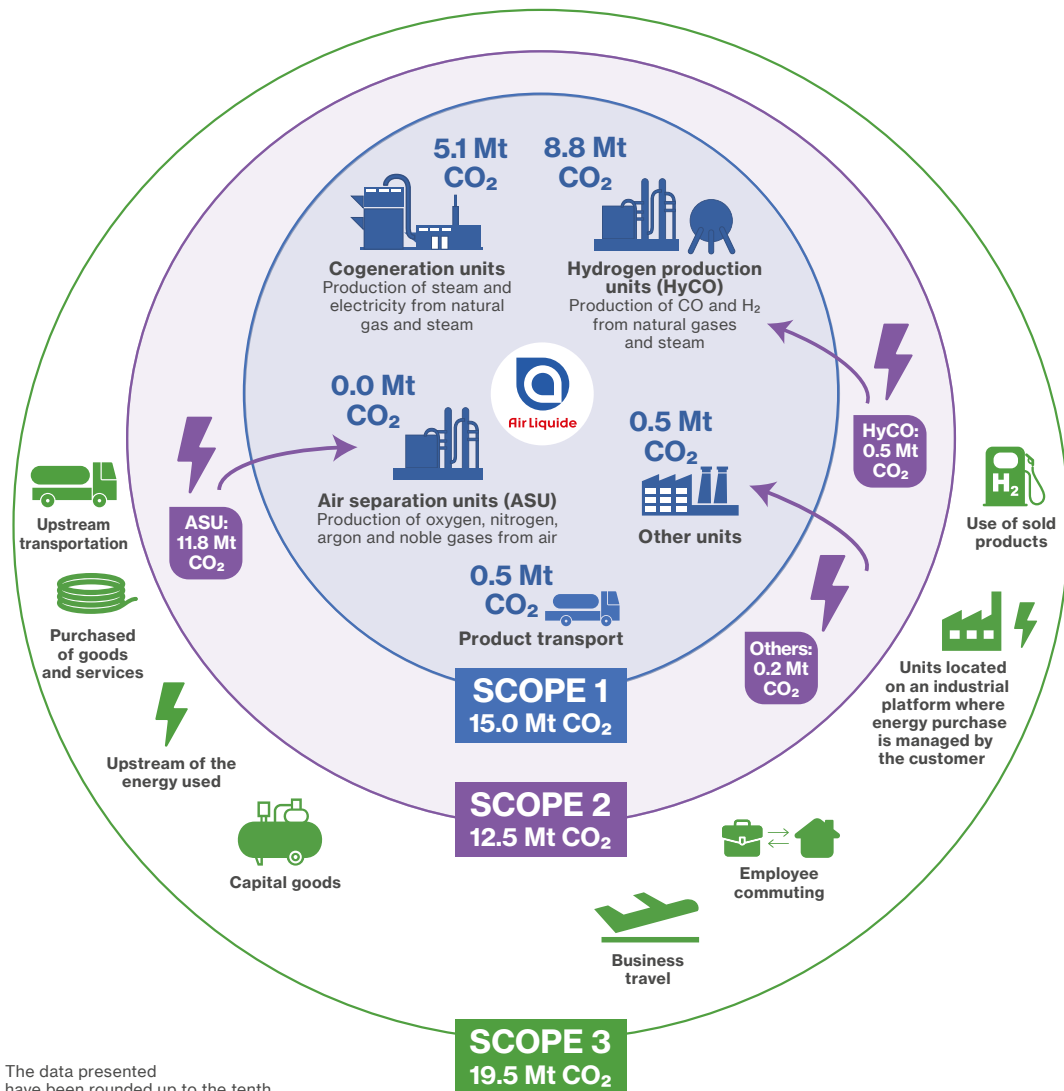 5.1 Mt
CO₂
Cogeneration units
Production of steam and
electricity from natural
gas and steam
8.8 Mt
CO₂
Hydrogen production
units (HyCO)
Production of CO and H₂
from natural gases
and steam
Air Liquide
0.0 Mt
CO₂
Air separation units (ASU)
Production of oxygen, nitrogen,
argon and noble gases from air
0.5 Mt
CO₂
Other units
0.5 Mt
CO₂
Product transport
SCOPE 1
15.0 Mt CO₂
ASU:
11.8 Mt
CO₂
HyCO:
0.5 Mt
CO₂
Others:
0.2 Mt
CO₂
SCOPE 2
12.5 Mt CO₂
Upstream
transportation
Purchased
of goods
and services
Upstream of the
energy used
Capital goods
Business
travel
Employee
commuting
Units located
on an industrial
platform where
energy purchase
is managed by
the customer
H₂
Use of sold
products
SCOPE 3
19.5 Mt CO₂
The data presented
have been rounded up to the tenth